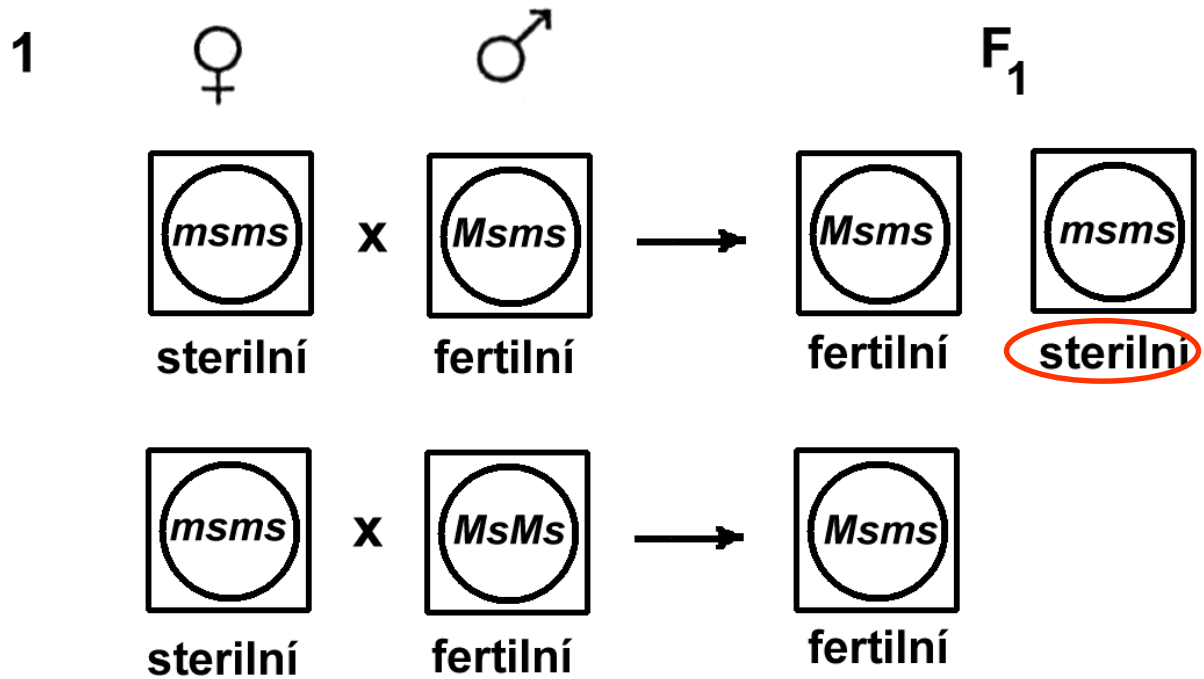 1 ♀ ♂ F₁
msms x Msms Msms msms
sterilní fertilní fertilní sterilní
msms x MsMs Msms
sterilní fertilní fertilní